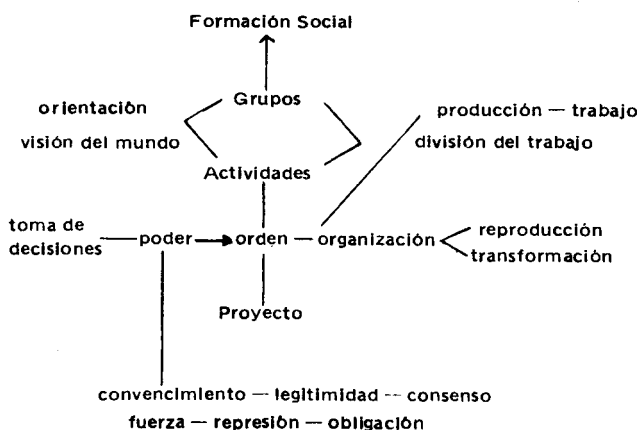 Formación Social
Grupos
orientación
visión del mundo
producción — trabajo
división del trabajo
Actividades
toma de
decisiones
poder
orden — organización
reproducción
transformación
Proyecto
convencimiento — legitimidad -- consenso
fuerza — represión — obligación